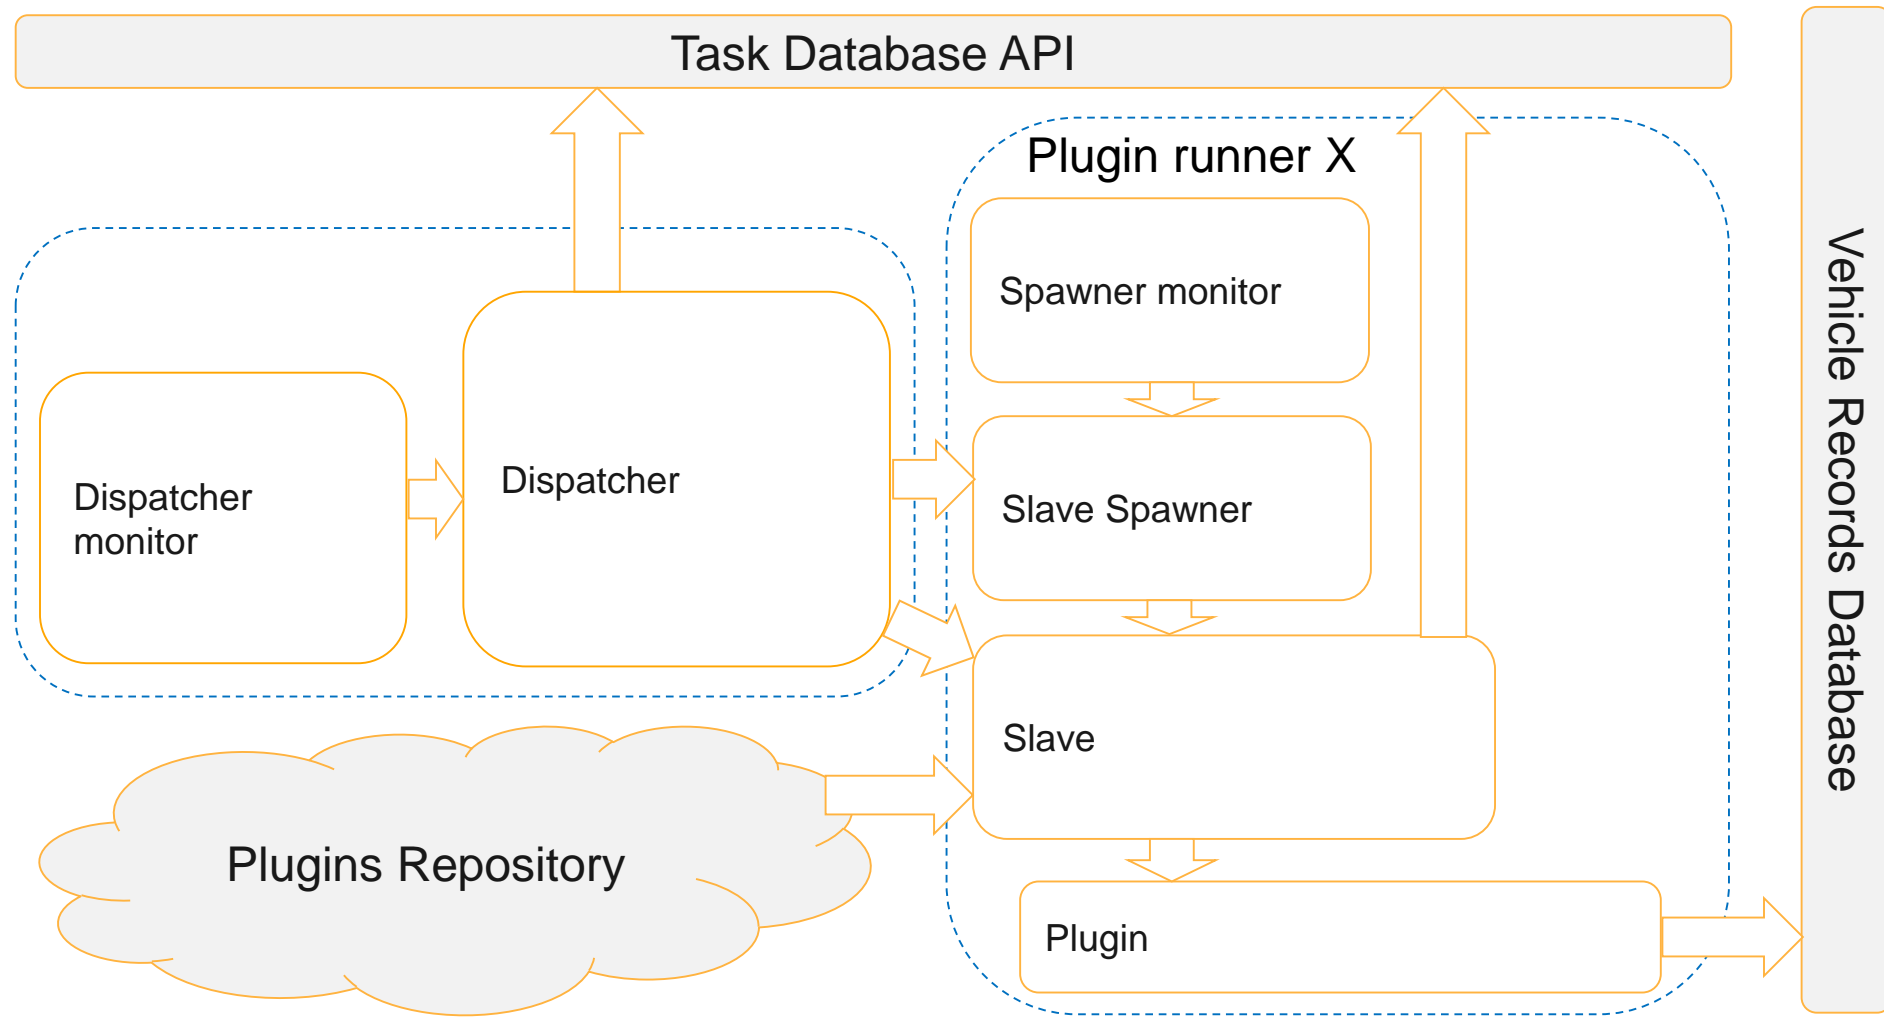 Task Database API
Plugin runner X
Spawner monitor
Dispatcher
monitor
Dispatcher
Slave Spawner
Slave
Plugins Repository
Plugin
Vehicle Records Database